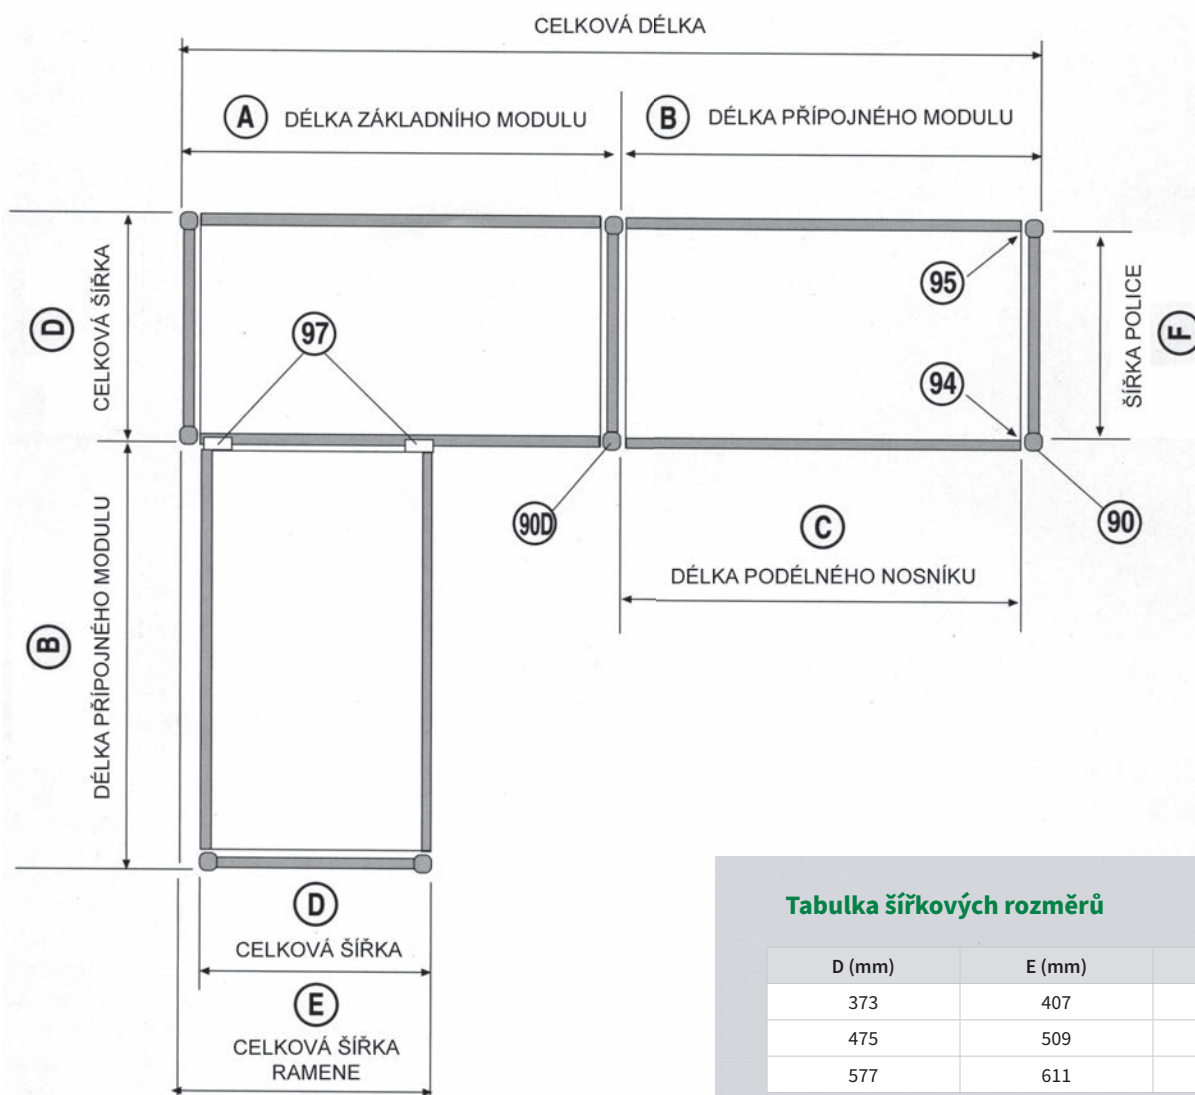 CELKOVÁ DÉLKA
A DÉLKA ZÁKLADNÍHO MODULU
B DÉLKA PŘÍPOJNÉHO MODULU
D
CELKOVÁ ŠÍŘKA
97
95
94
ŠÍŘKA POLICE
F
B
DÉLKA PŘÍPOJNÉHO MODULU
90D
C
90
DÉLKA PODÉLNÉHO NOSNÍKU
D
CELKOVÁ ŠÍŘKA
E
CELKOVÁ ŠÍŘKA
RAMENE
Tabulka šířkových rozměrů
D (mm) E (mm)
373 407
475 509
577 611